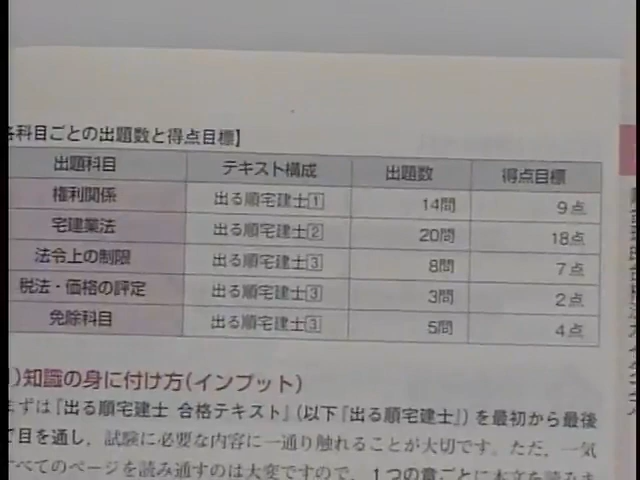 各科目ごとの出題数と得点目標】
出題科目 テキスト構成 出題数 得点目標
権利関係 出る順宅建士1 14問 9点
宅建業法 出る順宅建士2 20問 18点
法令上の制限 出る順宅建士3 8問 7点
税法・価格の評定 出る順宅建士3 3問 2点
免除科目 出る順宅建士3 5問 4点
)知識の身に付け方(インプット)
まずは『出る順宅建士 合格テキスト』(以下『出る順宅建士』)を最初から最後
て目を通し、試験に必要な内容に一通り触れることが大切です。ただ、一気
すべてのページを読み通すのは大変ですので、1つの章ごとに本文を読みま